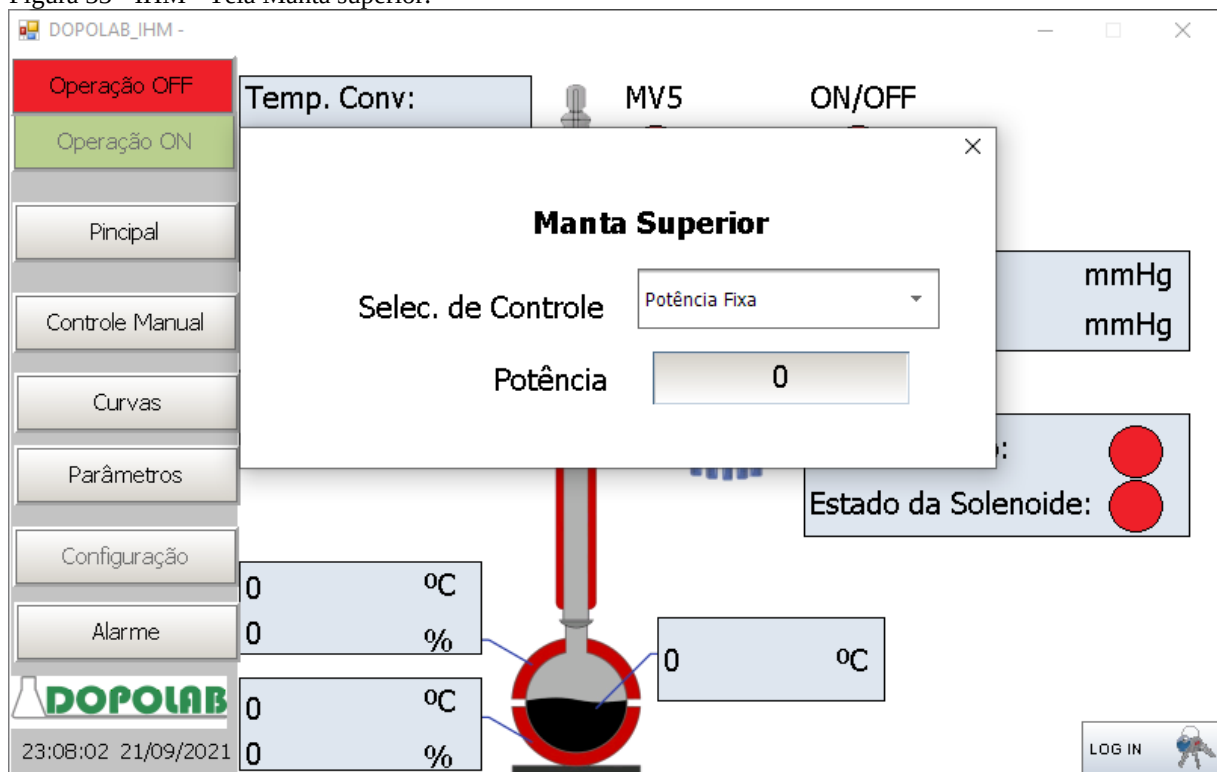 DOPOLAB_IHM -
Operação OFF
Operação ON
Pincipal
Controle Manual
Curvas
Parâmetros
Configuração
Alarme
DOPOLAB
23:08:02 21/09/2021
Temp. Conv:
MV5
ON/OFF
Manta Superior
Selec. de Controle
Potência Fixa
Potência
0
mmHg
mmHg
Estado da Solenoide:
0 ºC
0 %
0 ºC
0 %
0 ºC
LOG IN